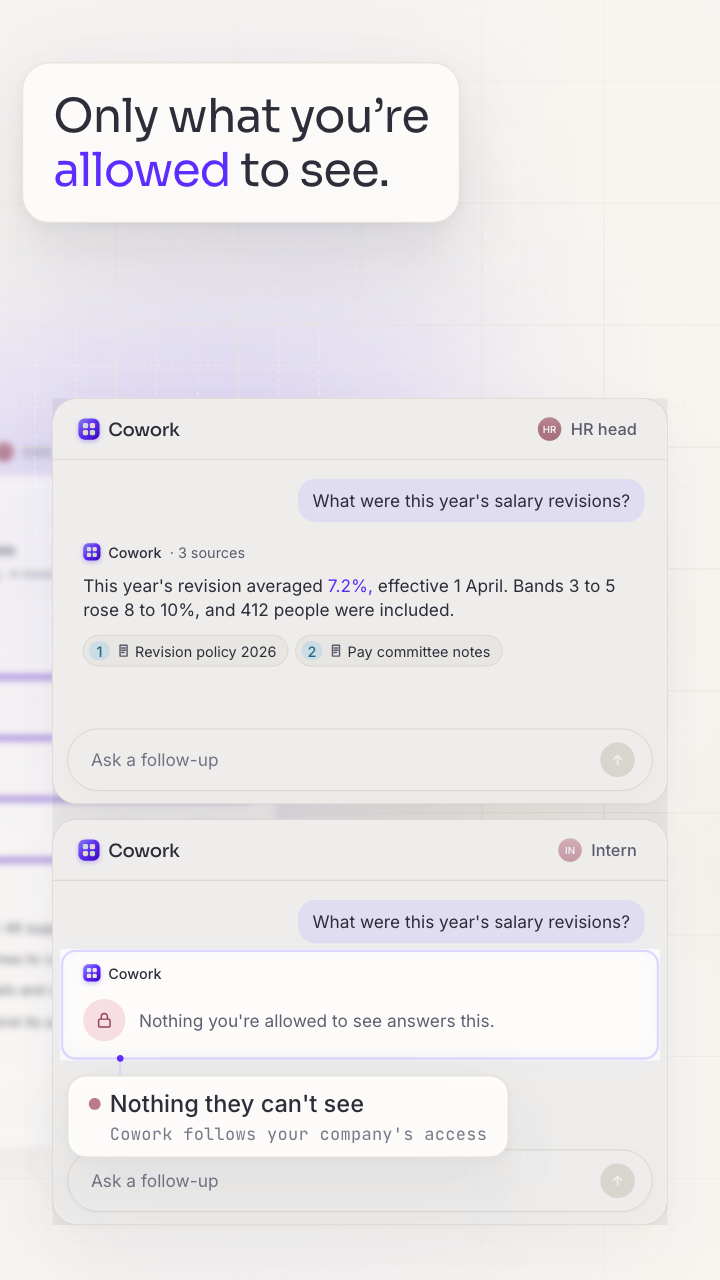 Only what you're
allowed to see.
Cowork
HR HR head
What were this year's salary revisions?
Cowork · 3 sources
This year's revision averaged 7.2%, effective 1 April. Bands 3 to 5
rose 8 to 10%, and 412 people were included.
1 Revision policy 2026 2 Pay committee notes
Ask a follow-up
Cowork
IN Intern
What were this year's salary revisions?
Cowork
Nothing you're allowed to see answers this.
Nothing they can't see
Cowork follows your company's access
Ask a follow-up